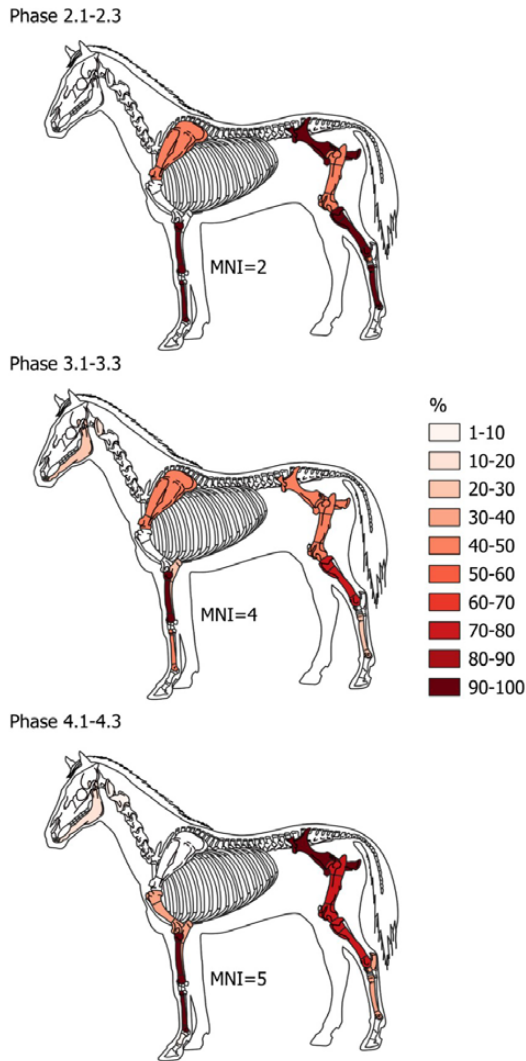 Phase 2.1-2.3
MNI=2
Phase 3.1-3.3
MNI=4
%
1-10
10-20
20-30
30-40
40-50
50-60
60-70
70-80
80-90
90-100
Phase 4.1-4.3
MNI=5